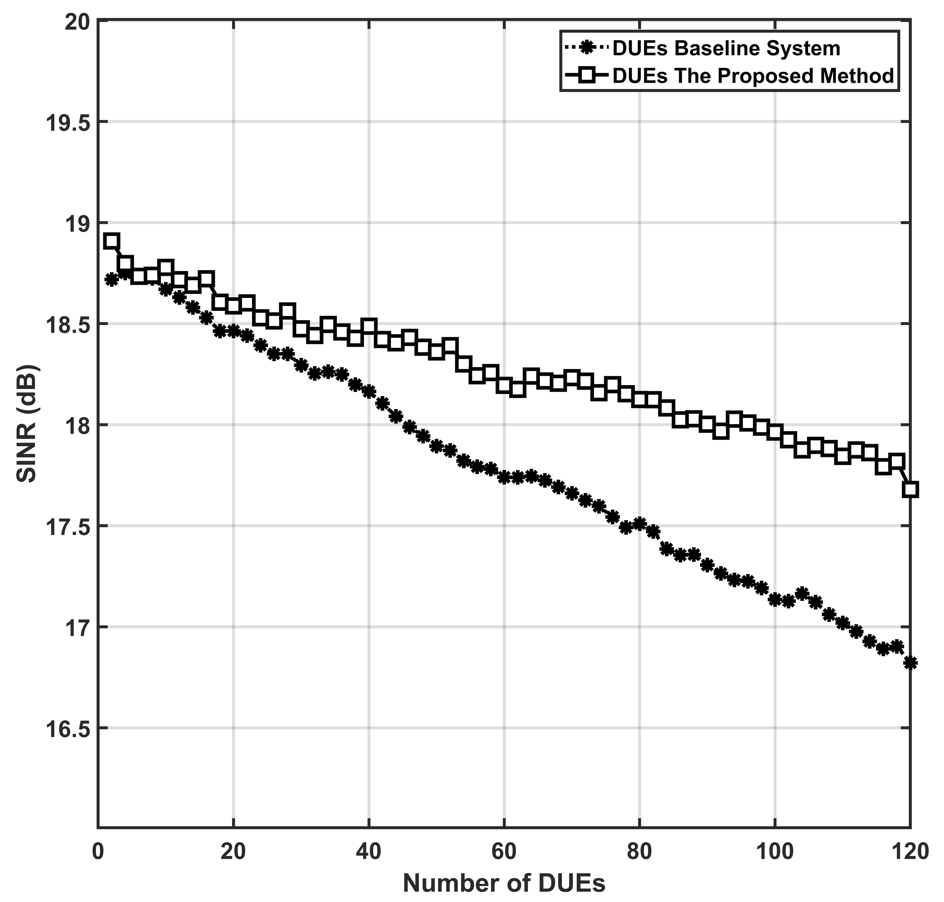 DUEs Baseline System
DUEs The Proposed Method
20
19.5
19
18.5
18
17.5
17
16.5
SINR (dB)
0 20 40 60 80 100 120
Number of DUEs